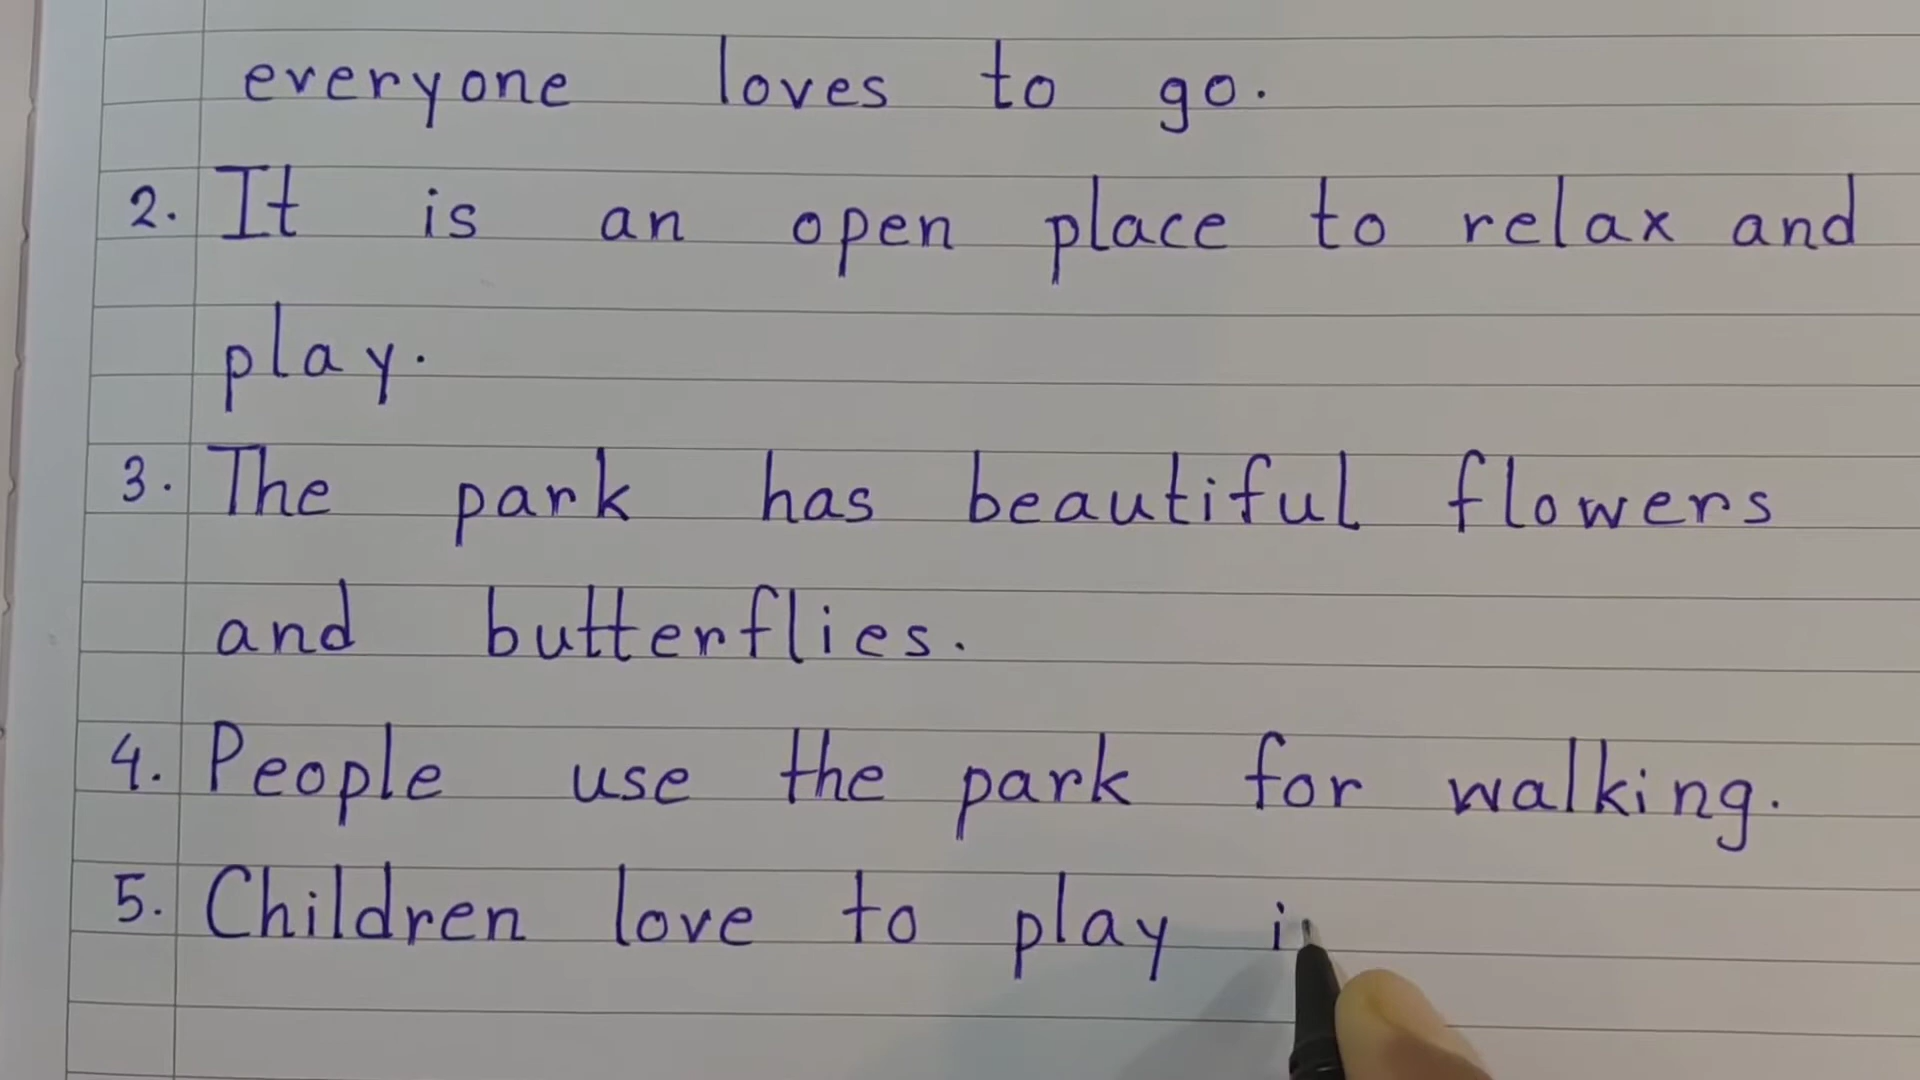 everyone loves to go.
2. It is an open place to relax and
play.
3. The park has beautiful flowers
and butterflies.
4. People use the park for walking.
5. Children love to play i